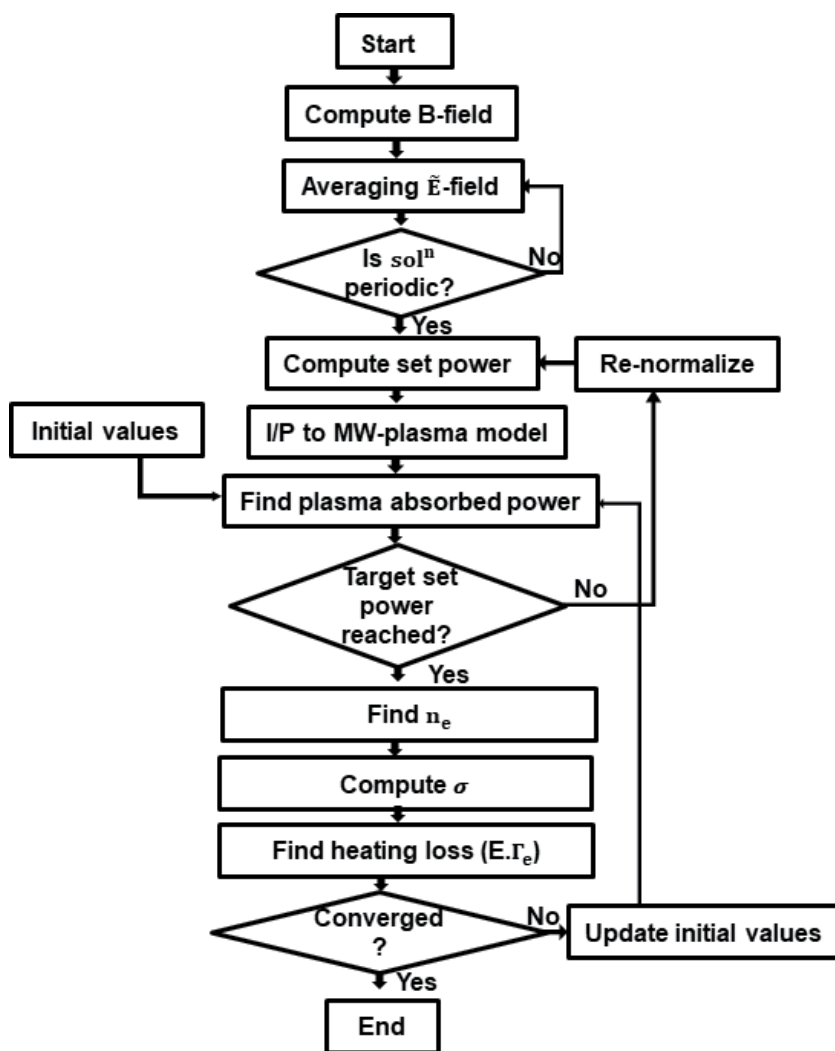 Start
Compute B-field
Averaging Ẽ-field
Is solⁿ
periodic?
No
Yes
Compute set power
Re-normalize
Initial values
I/P to MW-plasma model
Find plasma absorbed power
Target set
power
reached?
No
Yes
Find nₑ
Compute σ
Find heating loss (E.Γₑ)
Converged
?
No
Update initial values
Yes
End